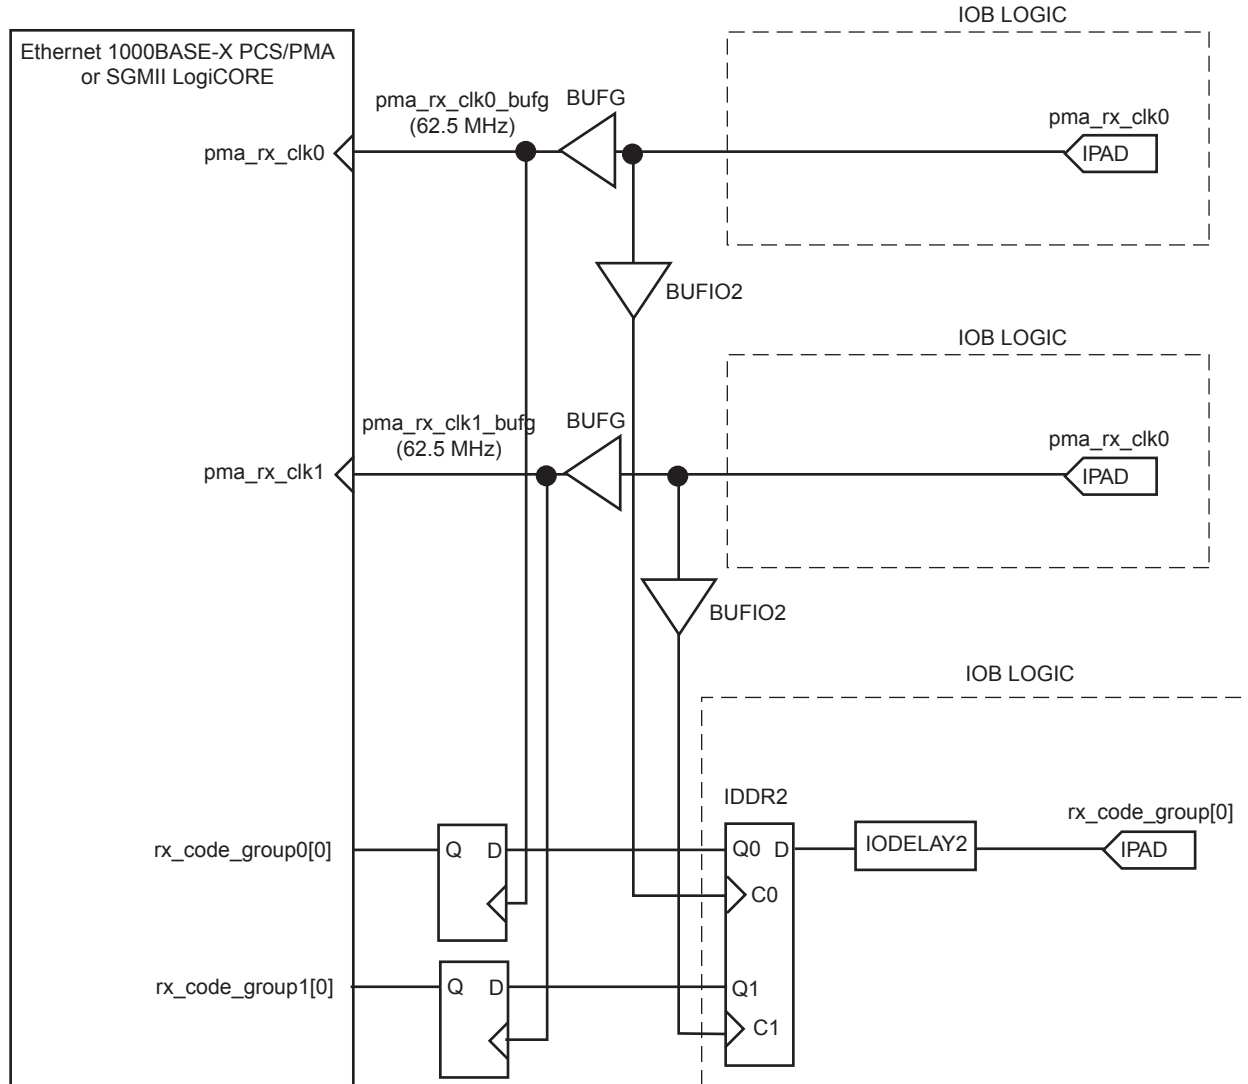 IOB LOGIC
Ethernet 1000BASE-X PCS/PMA
or SGMII LogiCORE
pma_rx_clk0_bufg
(62.5 MHz)
BUFG
pma_rx_clk0
pma_rx_clk0
IPAD
BUFIO2
IOB LOGIC
pma_rx_clk1_bufg
(62.5 MHz)
BUFG
pma_rx_clk0
pma_rx_clk1
IPAD
BUFIO2
IOB LOGIC
IDDR2
rx_code_group[0]
rx_code_group0[0]
Q D
Q0 D
IODELAY2
IPAD
C0
rx_code_group1[0]
Q D
Q1
C1